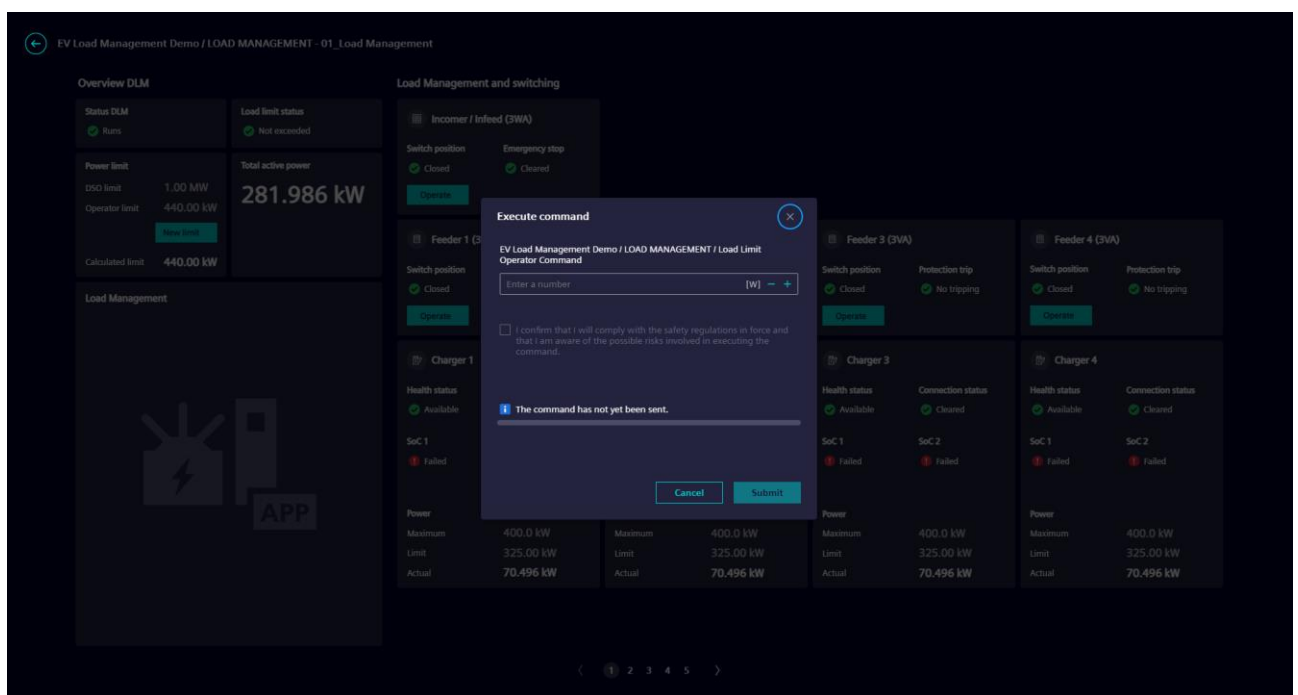 EV Load Management Demo / LOAD MANAGEMENT - 01_Load Management
Overview DLM
Status DLM
Runs
Load limit status
Not exceeded
Power limit
DSO limit 1.00 MW
Operator limit 440.00 kW
New limit
Calculated limit 440.00 kW
Total active power
281.986 kW
Load Management
APP
Load Management and switching
Incomer / Infeed (3WA)
Switch position Emergency stop
Closed Cleared
Operate
Feeder 1 (3
Switch position
Closed
Operate
Feeder 3 (3VA)
Switch position Protection trip
Closed No tripping
Operate
Feeder 4 (3VA)
Switch position Protection trip
Closed No tripping
Operate
Execute command
EV Load Management Demo / LOAD MANAGEMENT / Load Limit
Operator Command
Enter a number [W] − +
I confirm that I will comply with the safety regulations in force and
that I am aware of the possible risks involved in executing the
command.
The command has not yet been sent.
Cancel Submit
Charger 1
Health status
Available
SoC 1
Failed
Power
Maximum 400.0 kW
Limit 325.00 kW
Actual 70.496 kW
Maximum 400.0 kW
Limit 325.00 kW
Actual 70.496 kW
Charger 3
Health status Connection status
Available Cleared
SoC 1 SoC 2
Failed Failed
Power
Maximum 400.0 kW
Limit 325.00 kW
Actual 70.496 kW
Charger 4
Health status Connection status
Available Cleared
SoC 1 SoC 2
Failed Failed
Power
Maximum 400.0 kW
Limit 325.00 kW
Actual 70.496 kW
1 2 3 4 5